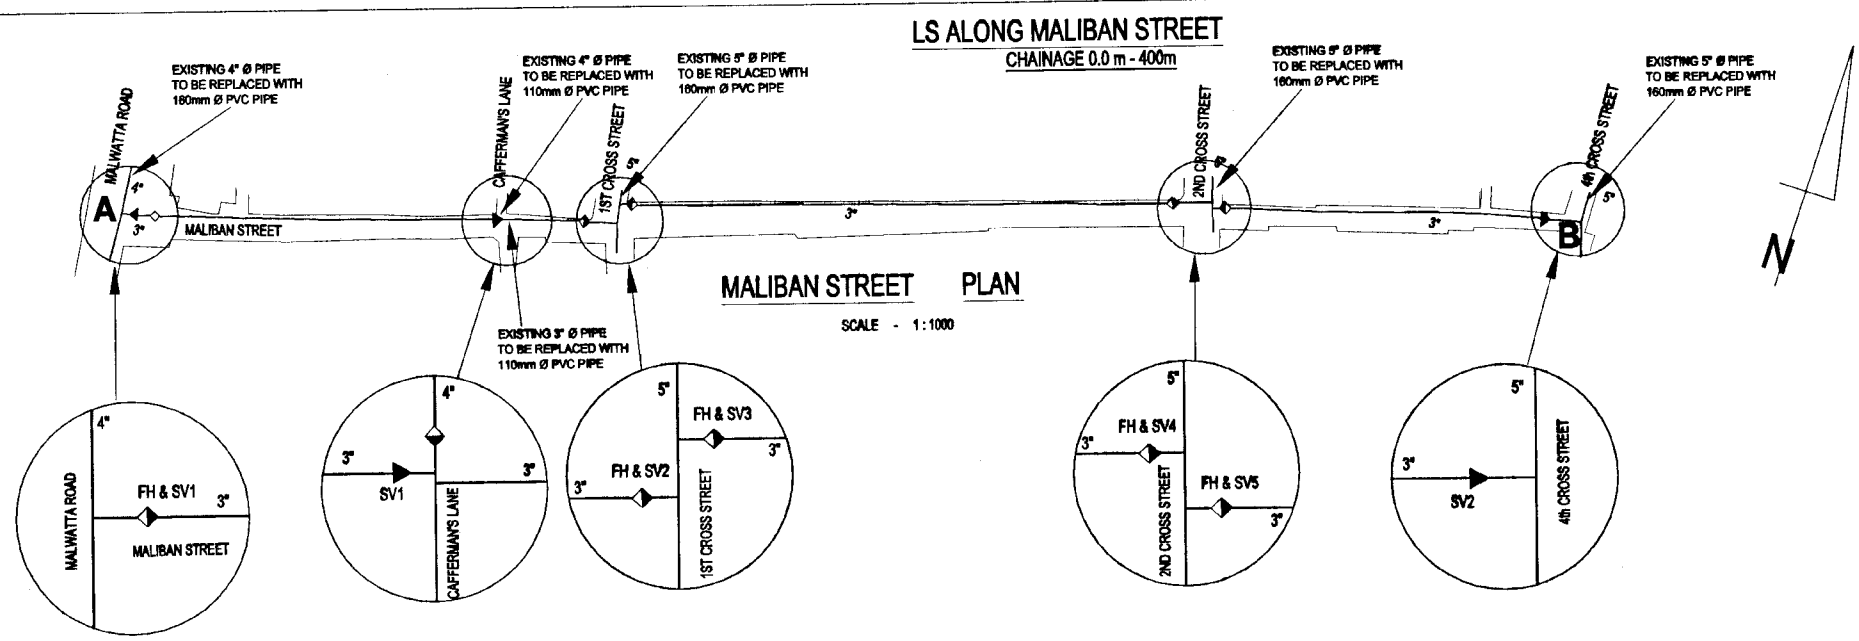 LS ALONG MALIBAN STREET
CHAINAGE 0.0 m - 400m
EXISTING 4" Ø PIPE
TO BE REPLACED WITH
160mm Ø PVC PIPE
EXISTING 4" Ø PIPE
TO BE REPLACED WITH
110mm Ø PVC PIPE
EXISTING 5" Ø PIPE
TO BE REPLACED WITH
160mm Ø PVC PIPE
EXISTING 5" Ø PIPE
TO BE REPLACED WITH
160mm Ø PVC PIPE
EXISTING 5" Ø PIPE
TO BE REPLACED WITH
160mm Ø PVC PIPE
MALWATTA ROAD
CAFFERMAN'S LANE
1ST CROSS STREET
2ND CROSS STREET
4th CROSS STREET
A
4"
3"
MALIBAN STREET
5"
3"
5"
3"
B
5"
N
MALIBAN STREET PLAN
SCALE - 1 : 1000
EXISTING 3" Ø PIPE
TO BE REPLACED WITH
110mm Ø PVC PIPE
4"
MALWATTA ROAD
FH & SV1
3"
MALIBAN STREET
4"
3"
SV1
3"
CAFFERMAN'S LANE
5"
FH & SV3
3"
FH & SV2
3"
1ST CROSS STREET
5"
FH & SV4
3"
2ND CROSS STREET
FH & SV5
3"
5"
3"
SV2
4th CROSS STREET